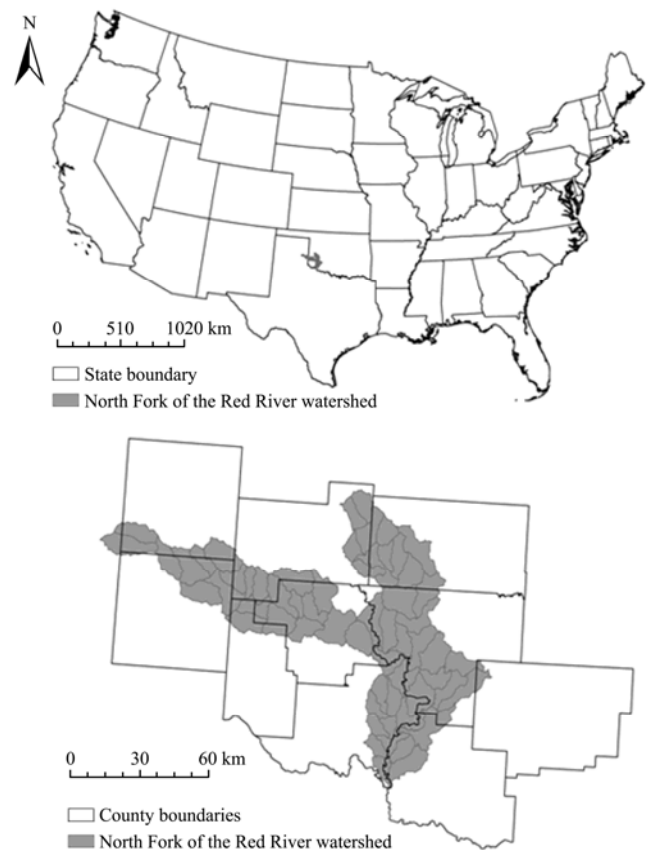 N
0 510 1020 km
State boundary
North Fork of the Red River watershed
0 30 60 km
County boundaries
North Fork of the Red River watershed